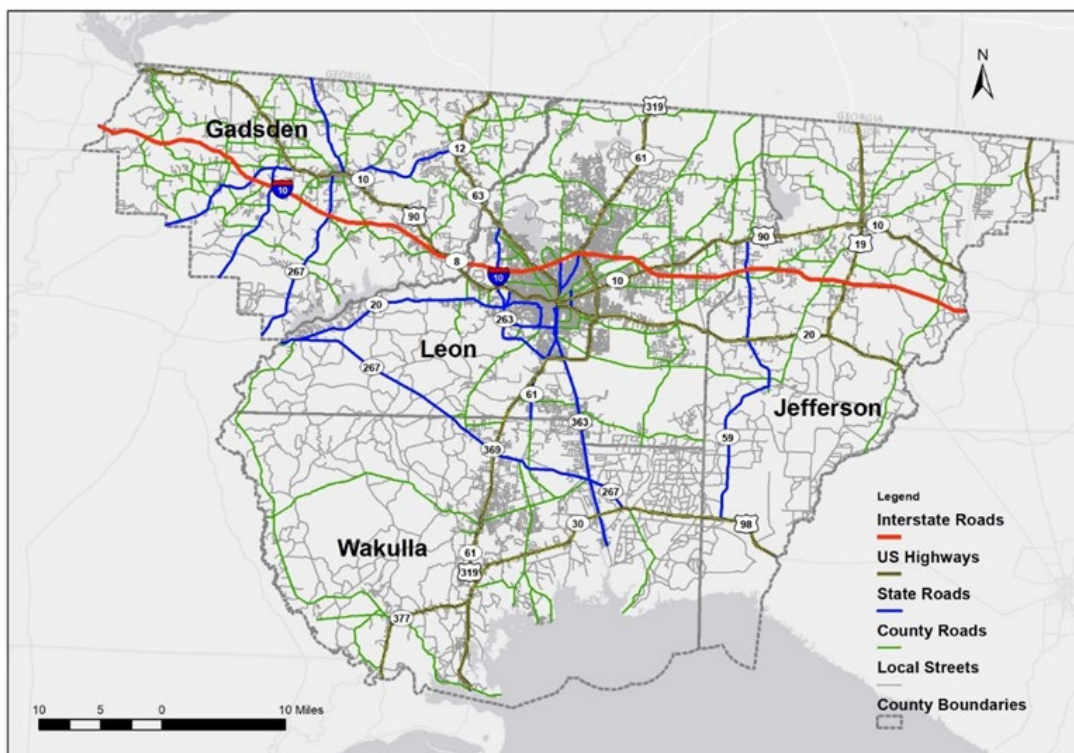 N
GEORGIA
FLORIDA
GEORGIA
FLORIDA
319
Gadsden
12
61
10
10
63
90
90
10
19
8
267
10
10
20
263
20
Leon
267
61
363
Jefferson
59
369
267
30
98
Wakulla
61
319
377
Legend
Interstate Roads
US Highways
State Roads
County Roads
Local Streets
County Boundaries
10 5 0 10 Miles